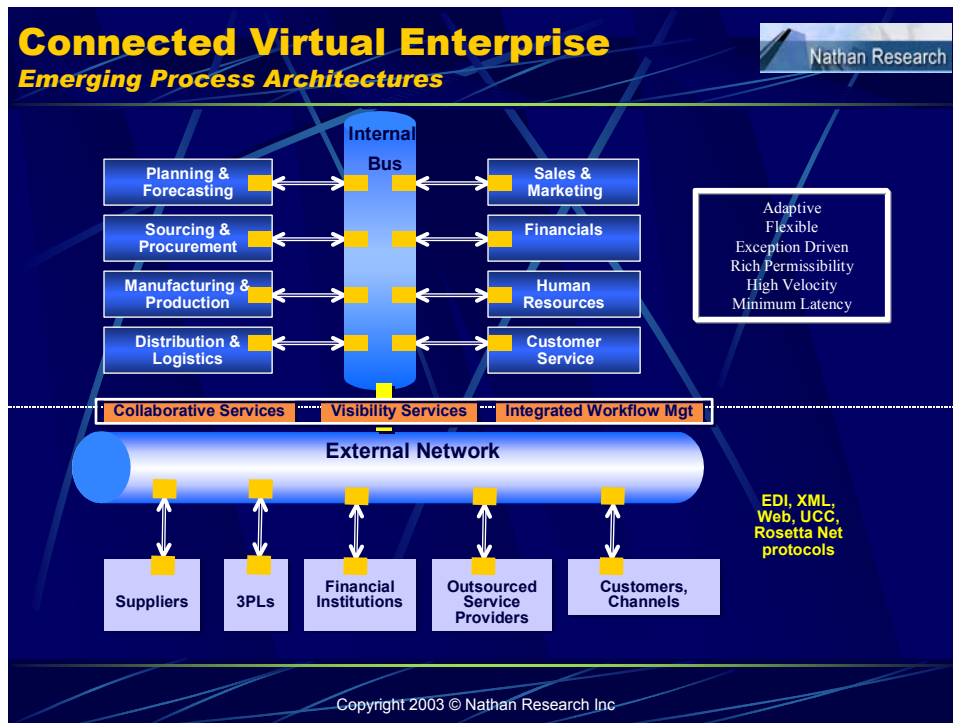 Connected Virtual Enterprise
Emerging Process Architectures
Nathan Research
Internal
Bus
Planning &
Forecasting
Sales &
Marketing
Sourcing &
Procurement
Financials
Manufacturing &
Production
Human
Resources
Distribution &
Logistics
Customer
Service
Adaptive
Flexible
Exception Driven
Rich Permissibility
High Velocity
Minimum Latency
Collaborative Services
Visibility Services
Integrated Workflow Mgt
External Network
EDI, XML,
Web, UCC,
Rosetta Net
protocols
Suppliers
3PLs
Financial
Institutions
Outsourced
Service
Providers
Customers,
Channels
Copyright 2003 © Nathan Research Inc